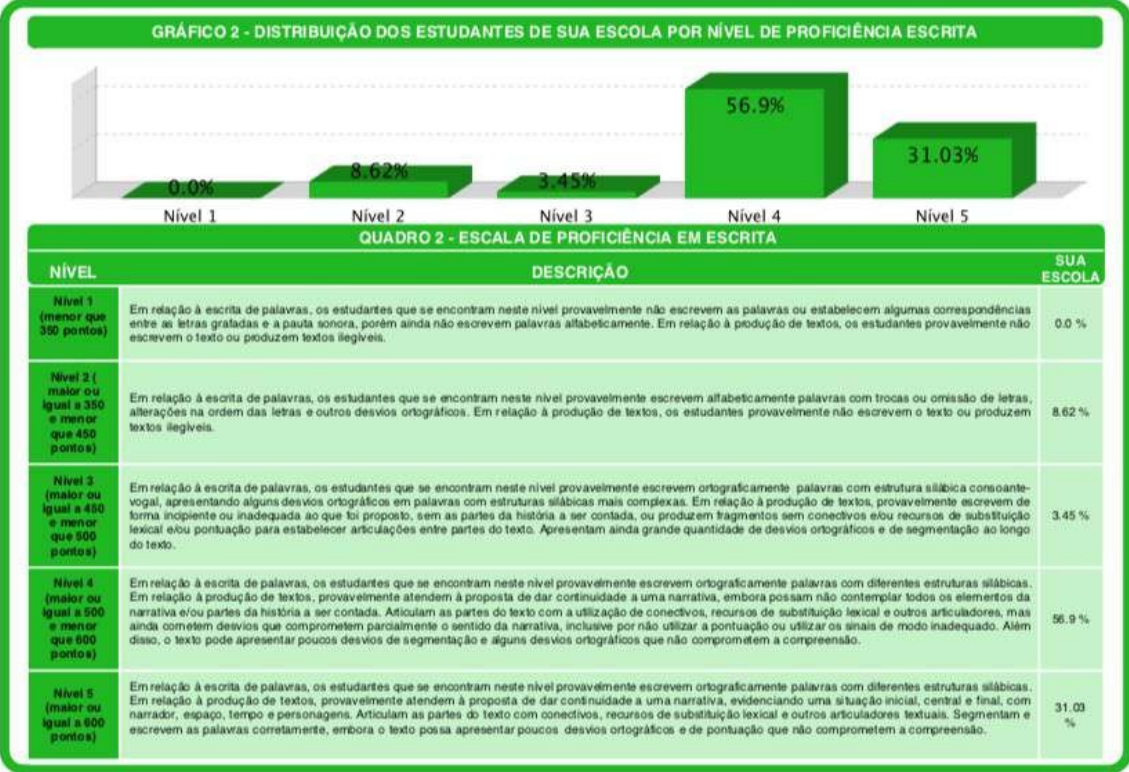 GRÁFICO 2 - DISTRIBUIÇÃO DOS ESTUDANTES DE SUA ESCOLA POR NÍVEL DE PROFICIÊNCIA ESCRITA
0.0%
8.62%
3.45%
56.9%
31.03%
Nível 1
Nível 2
Nível 3
Nível 4
Nível 5
QUADRO 2 - ESCALA DE PROFICIÊNCIA EM ESCRITA
NÍVEL
DESCRIÇÃO
SUA
ESCOLA
Nível 1
(menor que
350 pontos)
Em relação à escrita de palavras, os estudantes que se encontram neste nível provavelmente não escrevem as palavras ou estabelecem algumas correspondências
entre as letras grafadas e a pauta sonora, porém ainda não escrevem palavras alfabeticamente. Em relação à produção de textos, os estudantes provavelmente não
escrevem o texto ou produzem textos ilegíveis.
0.0 %
Nível 2 (
maior ou
igual a 350
e menor
que 450
pontos)
Em relação à escrita de palavras, os estudantes que se encontram neste nível provavelmente escrevem alfabeticamente palavras com trocas ou omissão de letras,
alterações na ordem das letras e outros desvios ortográficos. Em relação à produção de textos, os estudantes provavelmente não escrevem o texto ou produzem
textos ilegíveis.
8.62 %
Nível 3
(maior ou
igual a 450
e menor
que 500
pontos)
Em relação à escrita de palavras, os estudantes que se encontram neste nível provavelmente escrevem ortograficamente palavras com estrutura silábica consoante-
vogal, apresentando alguns desvios ortográficos em palavras com estruturas silábicas mais complexas. Em relação à produção de textos, provavelmente escrevem de
forma incipiente ou inadequada ao que foi proposto, sem as partes da história a ser contada, ou produzem fragmentos sem conectivos e/ou recursos de substituição
lexical e/ou pontuação para estabelecer articulações entre partes do texto. Apresentam ainda grande quantidade de desvios ortográficos e de segmentação ao longo
do texto.
3.45 %
Nível 4
(maior ou
igual a 500
e menor
que 600
pontos)
Em relação à escrita de palavras, os estudantes que se encontram neste nível provavelmente escrevem ortograficamente palavras com diferentes estruturas silábicas.
Em relação à produção de textos, provavelmente atendem à proposta de dar continuidade a uma narrativa, embora possam não contemplar todos os elementos da
narrativa e/ou partes da história a ser contada. Articulam as partes do texto com a utilização de conectivos, recursos de substituição lexical e outros articuladores, mas
ainda cometem desvios que comprometem parcialmente o sentido da narrativa, inclusive por não utilizar a pontuação ou utilizar os sinais de modo inadequado. Além
disso, o texto pode apresentar poucos desvios de segmentação e alguns desvios ortográficos que não comprometem a compreensão.
56.9 %
Nível 5
(maior ou
igual a 600
pontos)
Em relação à escrita de palavras, os estudantes que se encontram neste nível provavelmente escrevem ortograficamente palavras com diferentes estruturas silábicas.
Em relação à produção de textos, provavelmente atendem à proposta de dar continuidade a uma narrativa, evidenciando uma situação inicial, central e final, com
narrador, espaço, tempo e personagens. Articulam as partes do texto com conectivos, recursos de substituição lexical e outros articuladores textuais. Segmentam e
escrevem as palavras corretamente, embora o texto possa apresentar poucos desvios ortográficos e de pontuação que não comprometem a compreensão.
31.03
%